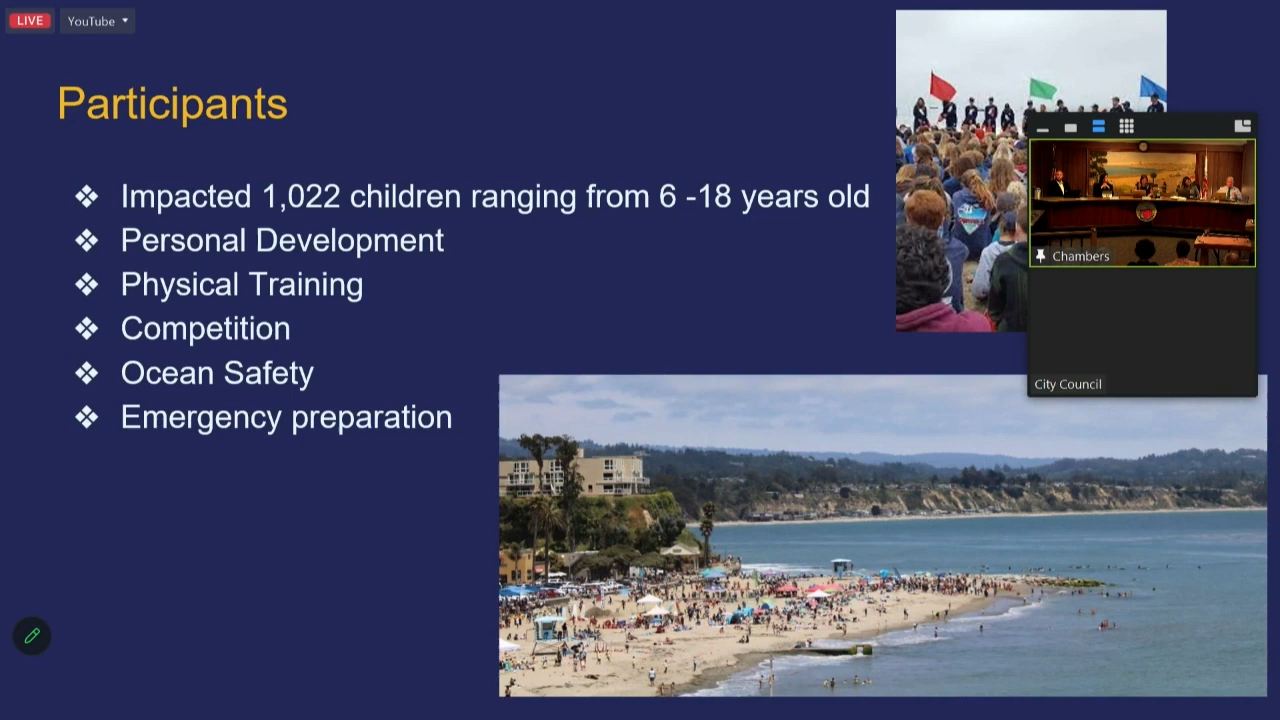 LIVE
YouTube
Participants
❖ Impacted 1,022 children ranging from 6 -18 years old
❖ Personal Development
❖ Physical Training
❖ Competition
❖ Ocean Safety
❖ Emergency preparation
Chambers
City Council